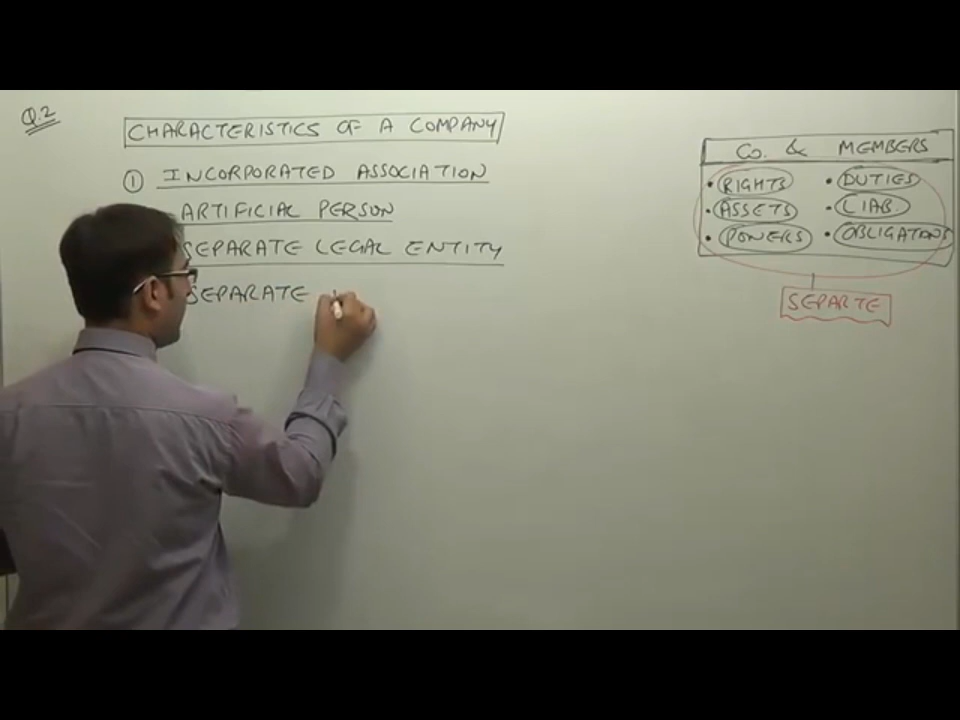 Q.2
CHARACTERISTICS OF A COMPANY
① INCORPORATED ASSOCIATION
ARTIFICIAL PERSON
SEPARATE LEGAL ENTITY
SEPARATE
Co. & MEMBERS
• RIGHTS • DUTIES
• ASSETS • LIAB.
• POWERS • OBLIGATIONS
SEPARTE